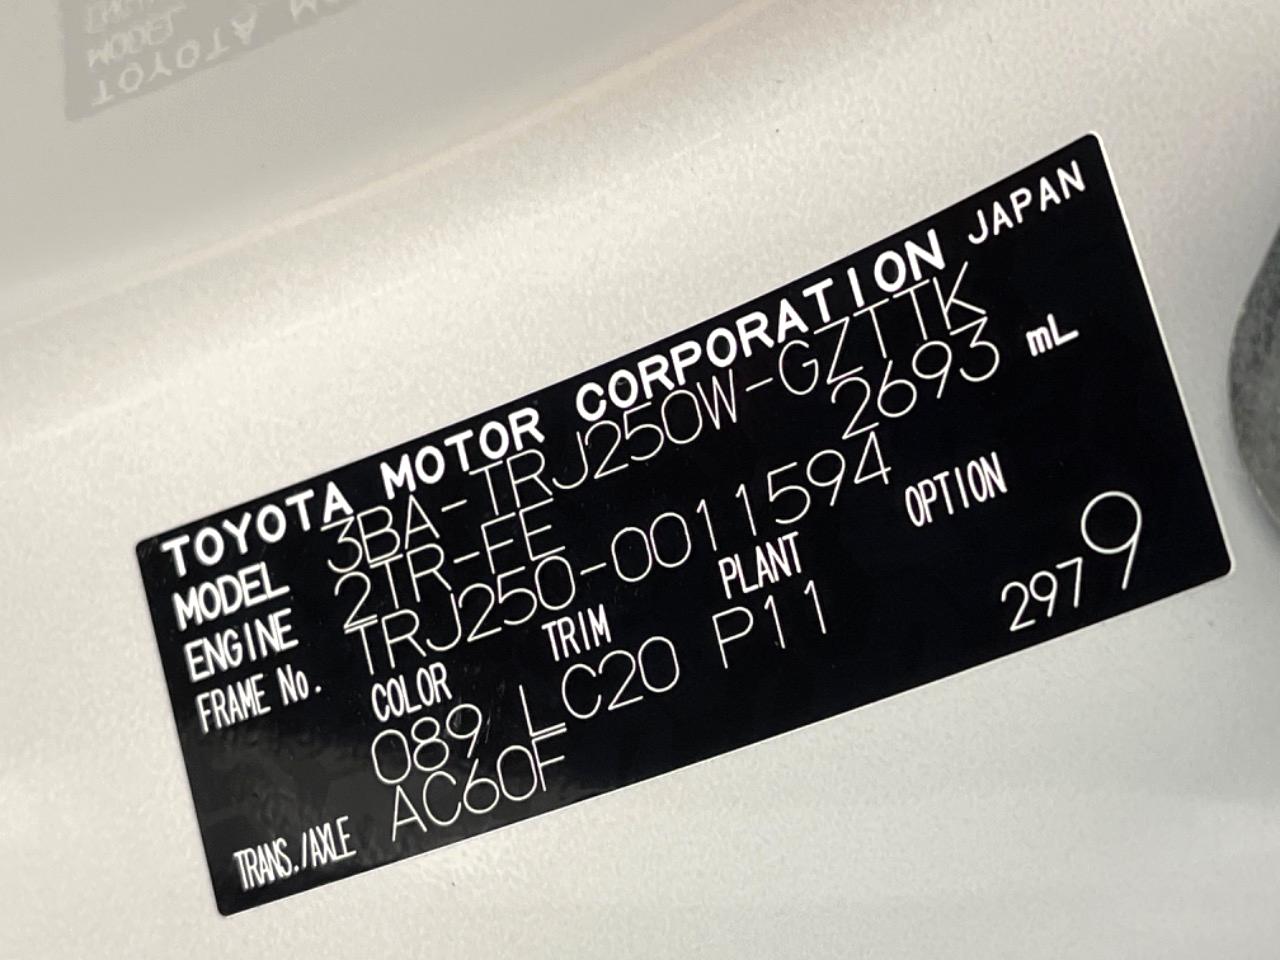 TOYOTA MOTOR CORPORATION JAPAN
MODEL 3BA-TRJ250W-GZTTK
ENGINE 2TR-FE 2693 mL
FRAME No. TRJ250-0011594
COLOR TRIM PLANT OPTION
089 LC20 P11
TRANS./AXLE AC60F
2979